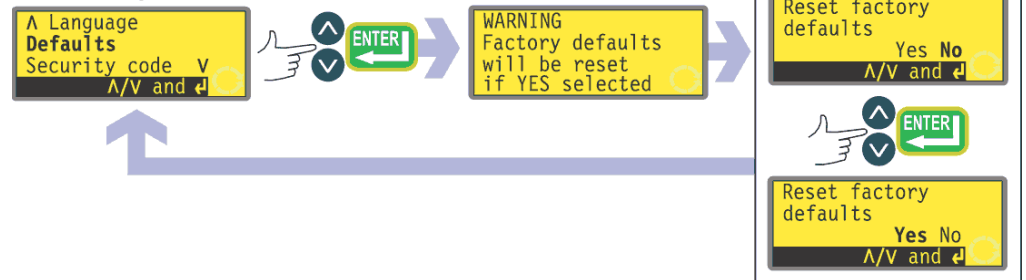 Λ Language
Defaults
Security code V
Λ/V and ↵
ENTER
WARNING
Factory defaults
will be reset
if YES selected
Reset factory
defaults
Yes No
Λ/V and ↵
ENTER
Reset factory
defaults
Yes No
Λ/V and ↵